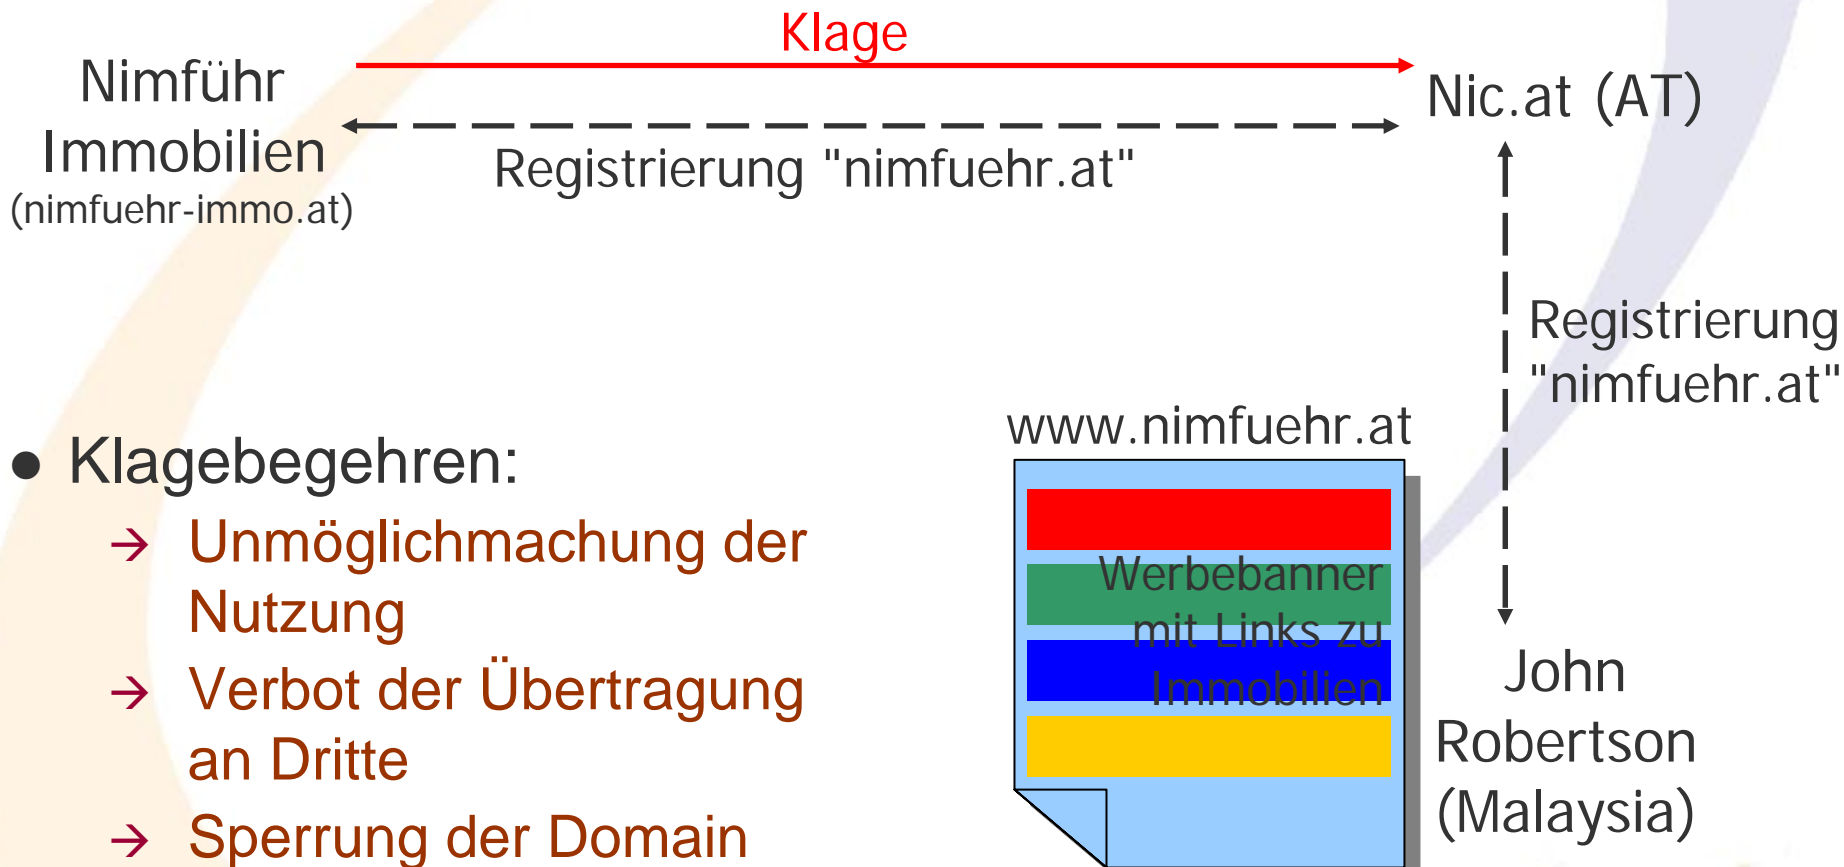 Klage
Nimführ
Immobilien
(nimfuehr-immo.at)
Nic.at (AT)
Registrierung "nimfuehr.at"
Registrierung
"nimfuehr.at"
● Klagebegehren:
→ Unmöglichmachung der
Nutzung
→ Verbot der Übertragung
an Dritte
→ Sperrung der Domain
www.nimfuehr.at
Werbebanner
mit Links zu
Immobilien
John
Robertson
(Malaysia)